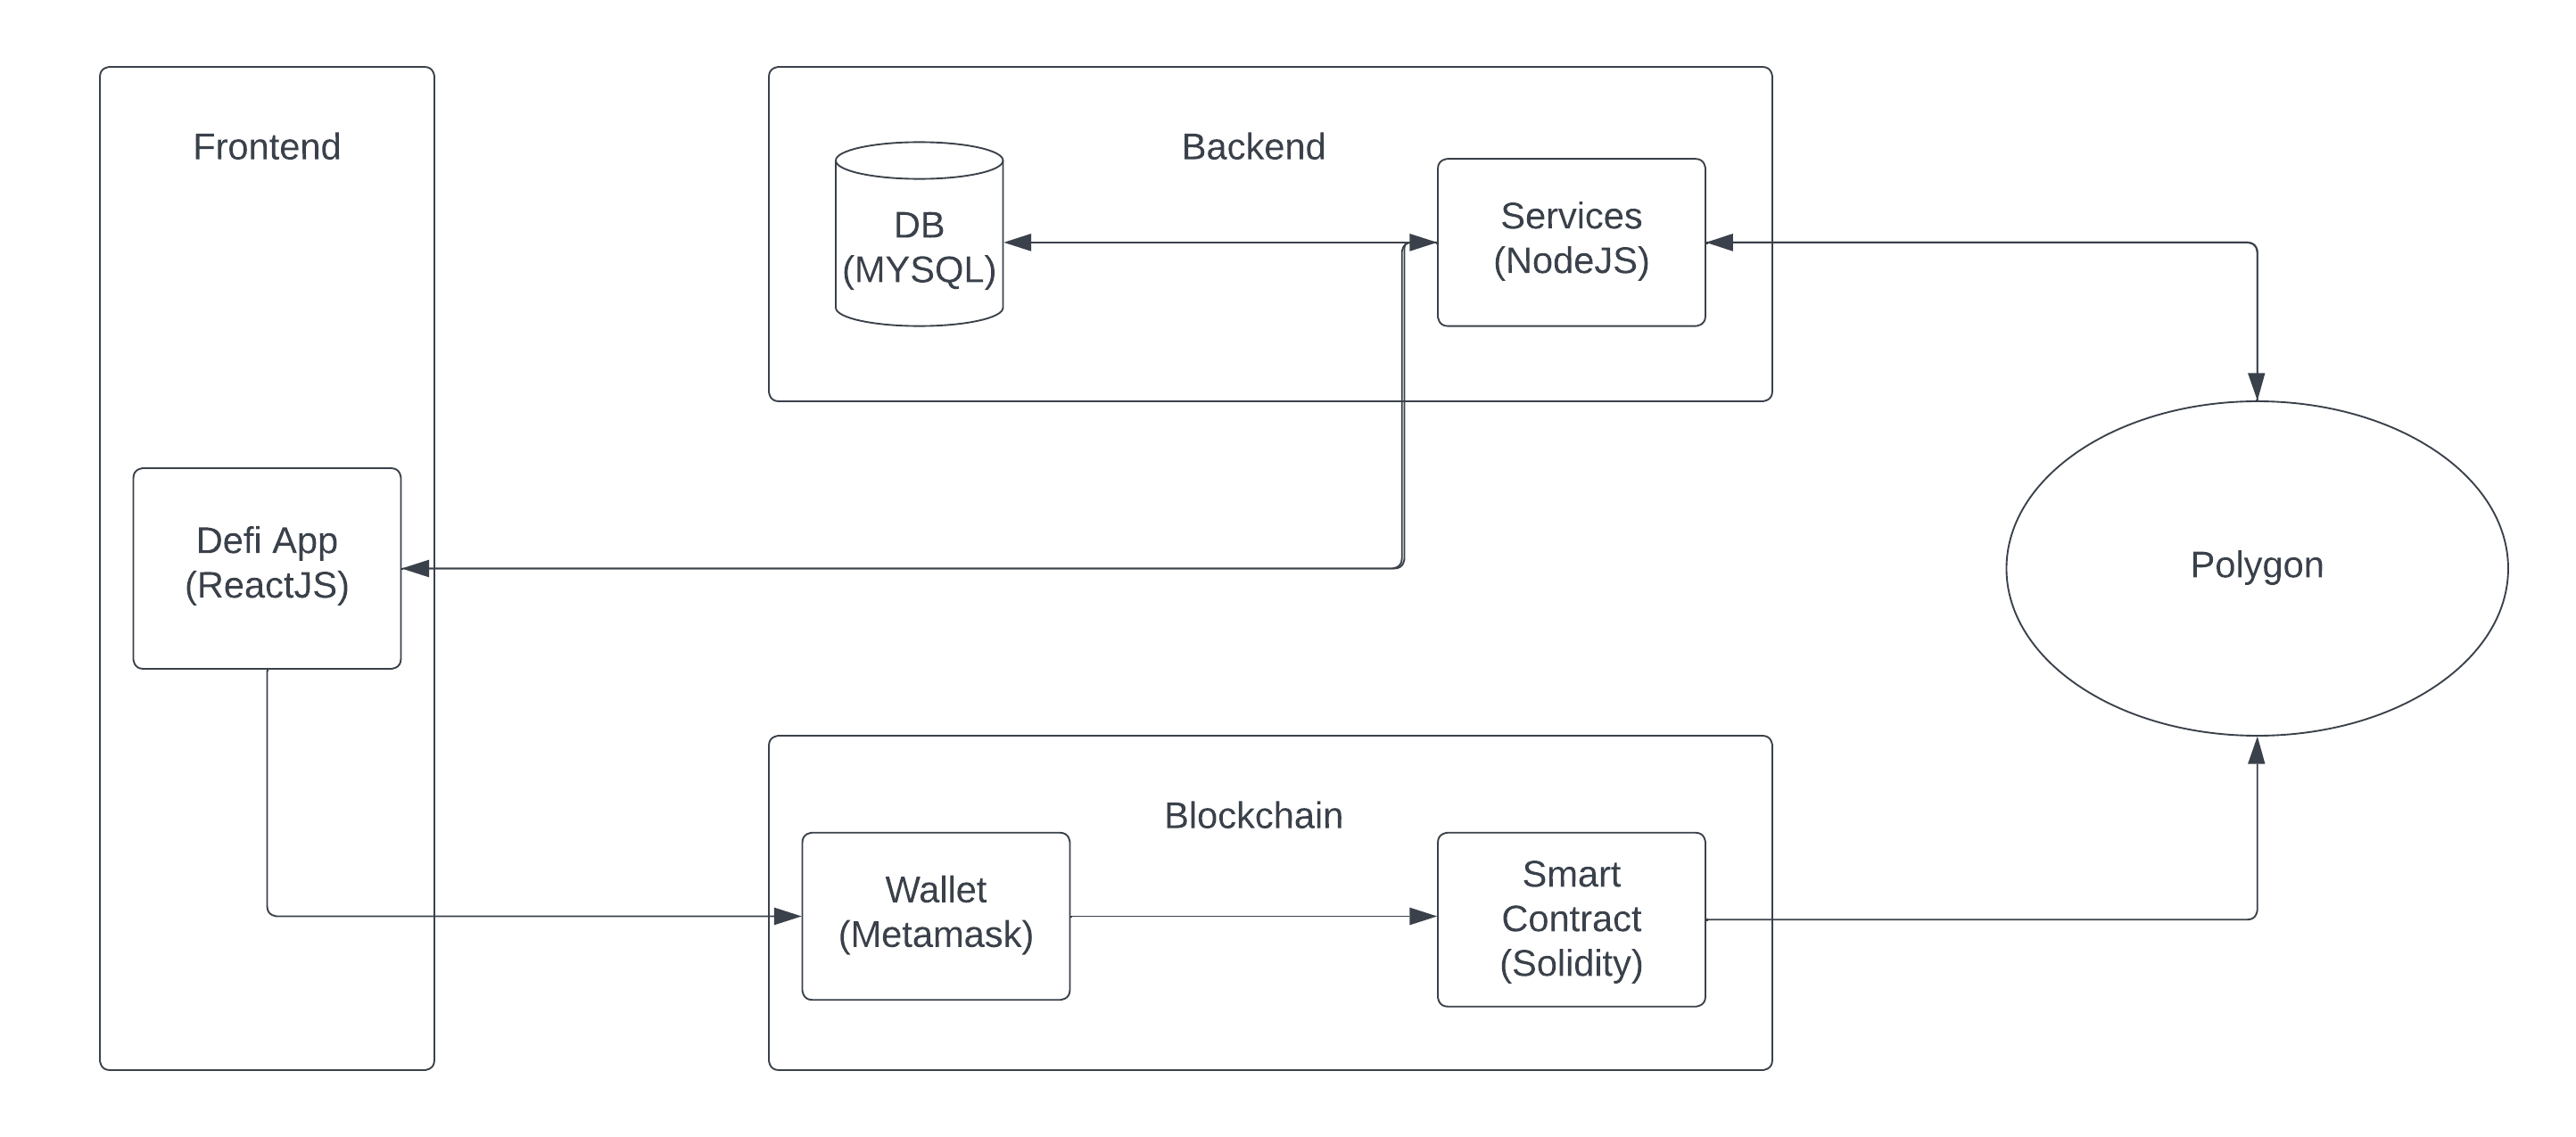 Frontend
Defi App
(ReactJS)
Backend
DB
(MYSQL)
Services
(NodeJS)
Blockchain
Wallet
(Metamask)
Smart
Contract
(Solidity)
Polygon